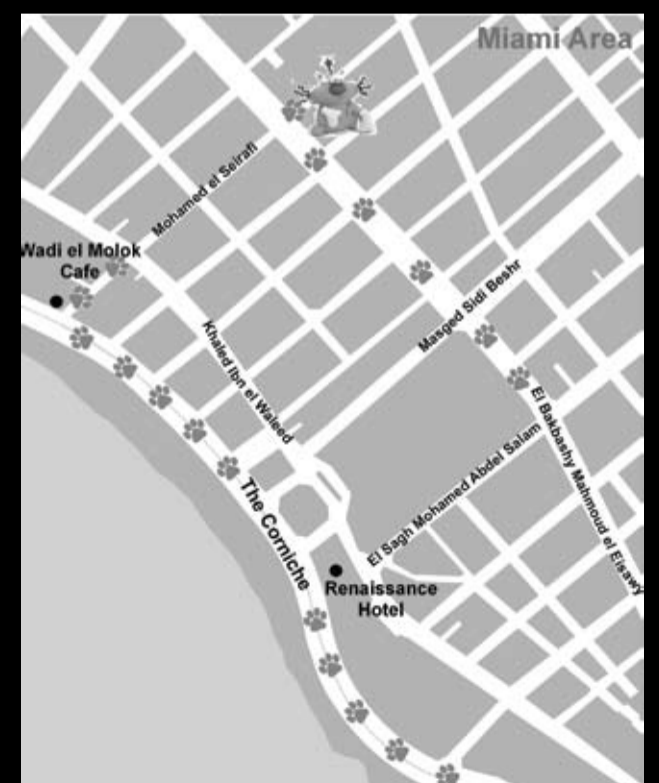 Miami Area
Mohamed el Seirafi
Wadi el Molok
Cafe
Masged Sidi Beshr
Khaled Ibn el Waleed
El Bakbashy Mahmoud el Eisawy
El Sagh Mohamed Abdel Salam
The Corniche
Renaissance
Hotel